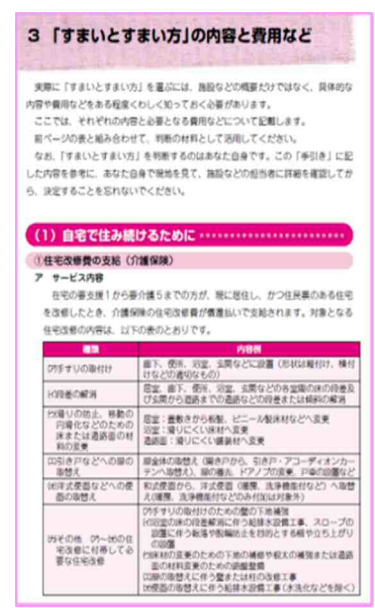 3 「すまいとすまい方」の内容と費用など
実際に「すまいとすまい方」を選ぶには、施設などの概要だけではなく、具体的な
内容や費用などをある程度くわしく知っておく必要があります。
ここでは、それぞれの内容と必要となる費用などについて記載します。
前ページの表と組み合わせて、判断の材料として活用してください。
なお、「すまいとすまい方」を判断するのはあなた自身です。この「手引き」に記
した内容を参考に、あなた自身で現地を見て、施設などの担当者に詳細を確認してか
ら、決定することを忘れないでください。
(1) 自宅で住み続けるために
①住宅改修費の支給(介護保険)
ア サービス内容
在宅の要支援1から要介護5までの方が、現に居住し、かつ住民票のある住宅
を改修したとき、介護保険の住宅改修費が償還払いで支給されます。対象となる
住宅改修の内容は、以下の表のとおりです。
種類 内容例
(ア)手すりの取付け
廊下、便所、浴室、玄関などに設置(形状は縦付け、横付
けなどの適切なもの)
(イ)段差の解消
居室、廊下、便所、浴室、玄関などの各室間の床の段差及
び玄関から道路までの通路などの段差または傾斜の解消
(ウ)滑りの防止、移動の
円滑化などのための
床または通路面の材
料の変更
居室:畳敷きから板製、ビニール製床材などへ変更
浴室:滑りにくい床材へ変更
通路面:滑りにくい舗装材へ変更
(エ)引き戸などへの扉の
取替え
扉全体の取替え(開き戸から、引き戸・アコーディオンカー
テンへ取替え)、扉の撤去、ドアノブの変更、戸車の設置など
(オ)洋式便器などへの便
器の取替え
和式便器から、洋式便器(暖房、洗浄機能付など)へ取替
え(暖房、洗浄機能付などのみ付加は対象外)
(カ)その他 (ア)~(オ)の住
宅改修に付帯して必
要な住宅改修
(ア)手すりの取付けのための壁の下地補強
(イ)浴室の床の段差解消に伴う給排水設備工事、スロープの
設置に伴う転落や脱輪防止を目的とする柵や立ち上がり
の設置
(ウ)床材の変更のための下地の補修や根太の補強または通路
面の材料変更のための路盤整備
(エ)扉の取替えに伴う壁または柱の改修工事
(オ)便器の取替えに伴う給排水設備工事(水洗化などを除く)